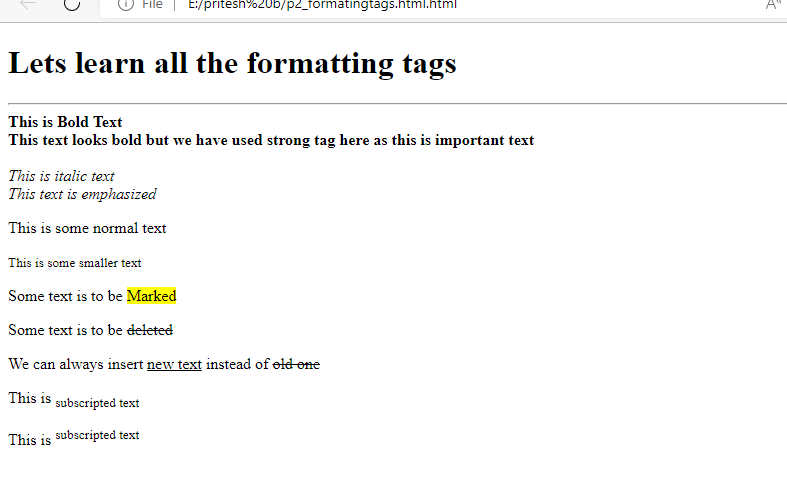 File | E:/pritesh%20b/p2_formatingtags.html.html A
Lets learn all the formatting tags
This is Bold Text
This text looks bold but we have used strong tag here as this is important text
This is italic text
This text is emphasized
This is some normal text
This is some smaller text
Some text is to be Marked
Some text is to be deleted
We can always insert new text instead of old one
This is subscripted text
This is subscripted text